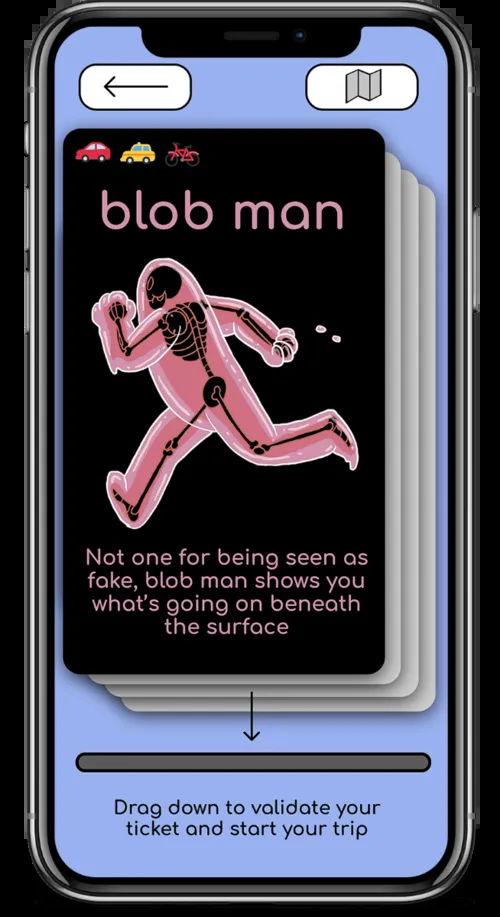 blob man
Not one for being seen as
fake, blob man shows you
what's going on beneath
the surface
Drag down to validate your
ticket and start your trip